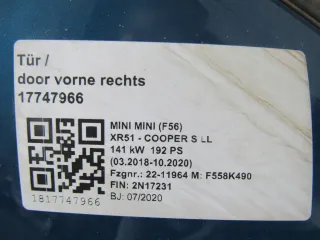 Tür /
door vorne rechts
17747966
MINI MINI (F56)
XR51 - COOPER S LL
141 kW 192 PS
(03.2018-10.2020)
Fzgnr.: 22-11964 M: F558K490
FIN: 2N17231
BJ: 07/2020
1817747966